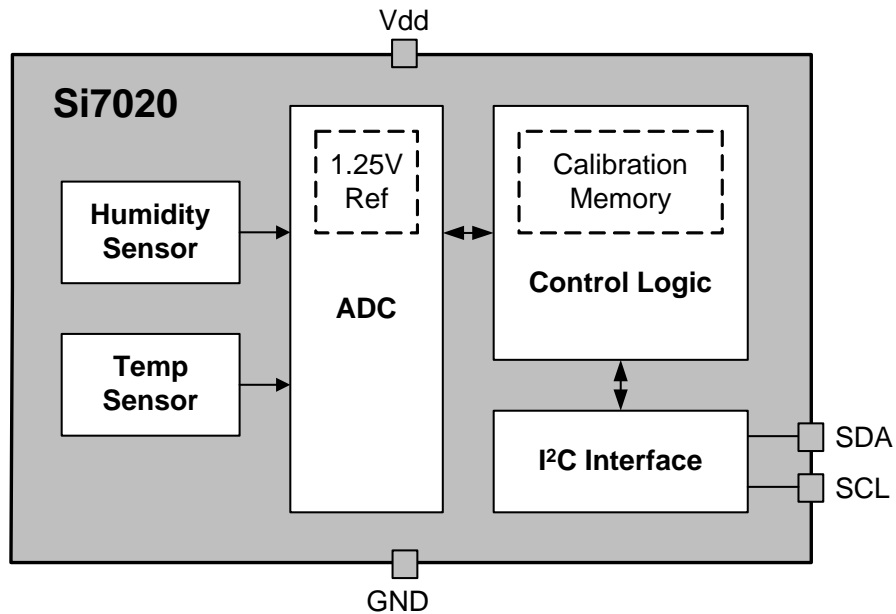 Vdd
Si7020
1.25V
Ref
Calibration
Memory
Humidity
Sensor
ADC
Control Logic
Temp
Sensor
I²C Interface
SDA
SCL
GND